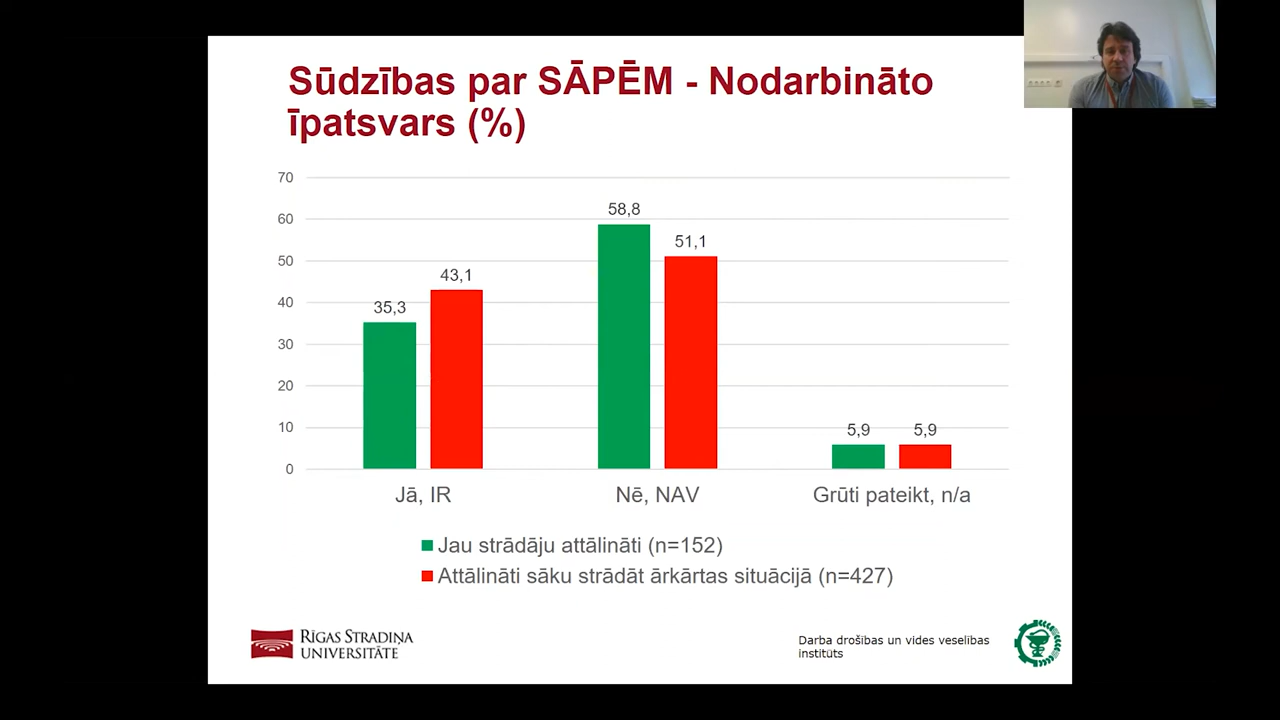 Sūdzības par SĀPĒM - Nodarbināto
īpatsvars (%)
70
60
50
40
30
20
10
0
35,3
43,1
58,8
51,1
5,9
5,9
Jā, IR
Nē, NAV
Grūti pateikt, n/a
Jau strādāju attālināti (n=152)
Attālināti sāku strādāt ārkārtas situācijā (n=427)
RĪGAS STRADIŅA
UNIVERSITĀTE
Darba drošības un vides veselības
institūts